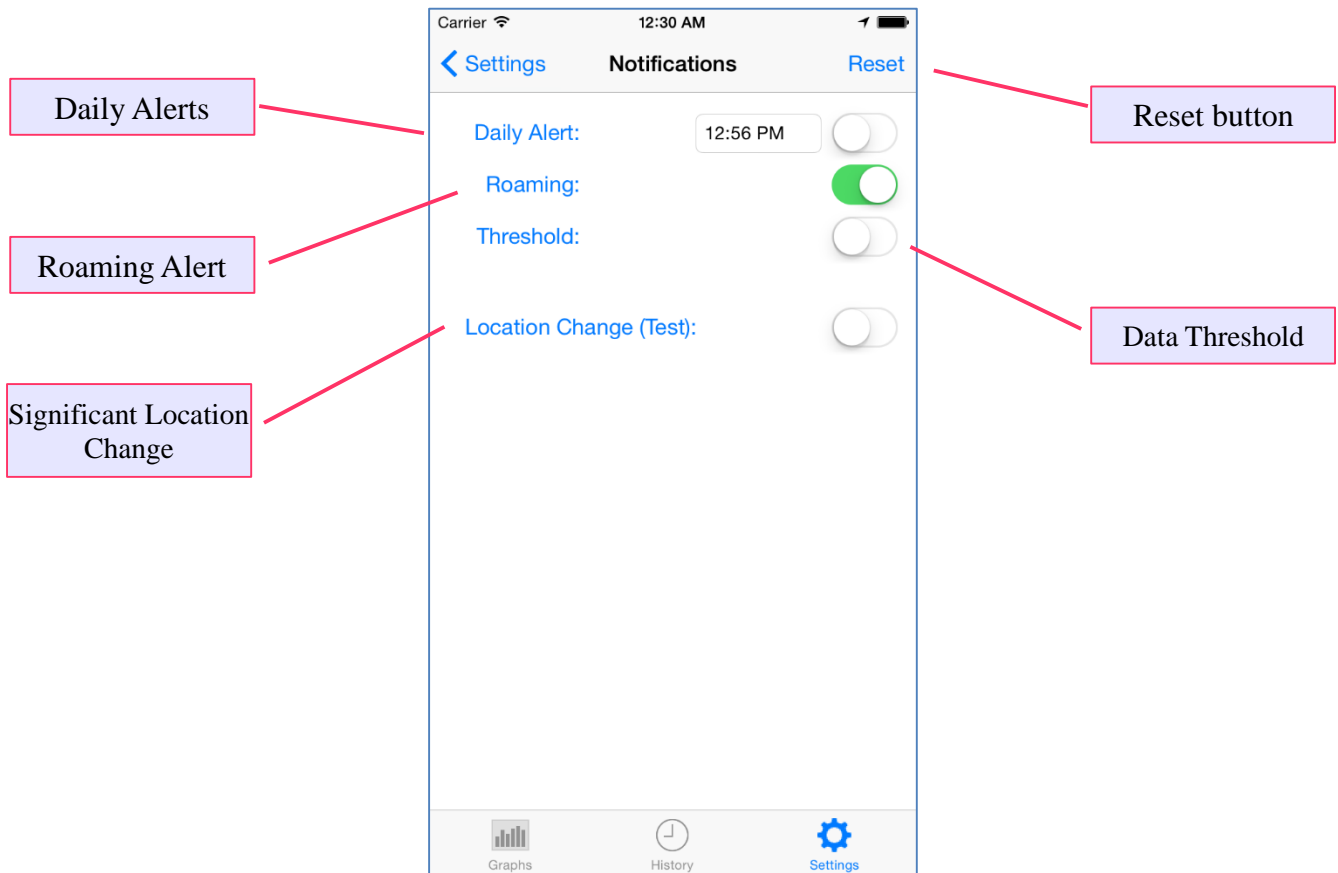 Carrier 12:30 AM
Settings Notifications Reset
Daily Alerts
Reset button
Daily Alert: 12:56 PM
Roaming:
Threshold:
Roaming Alert
Location Change (Test):
Data Threshold
Significant Location
Change
Graphs History Settings